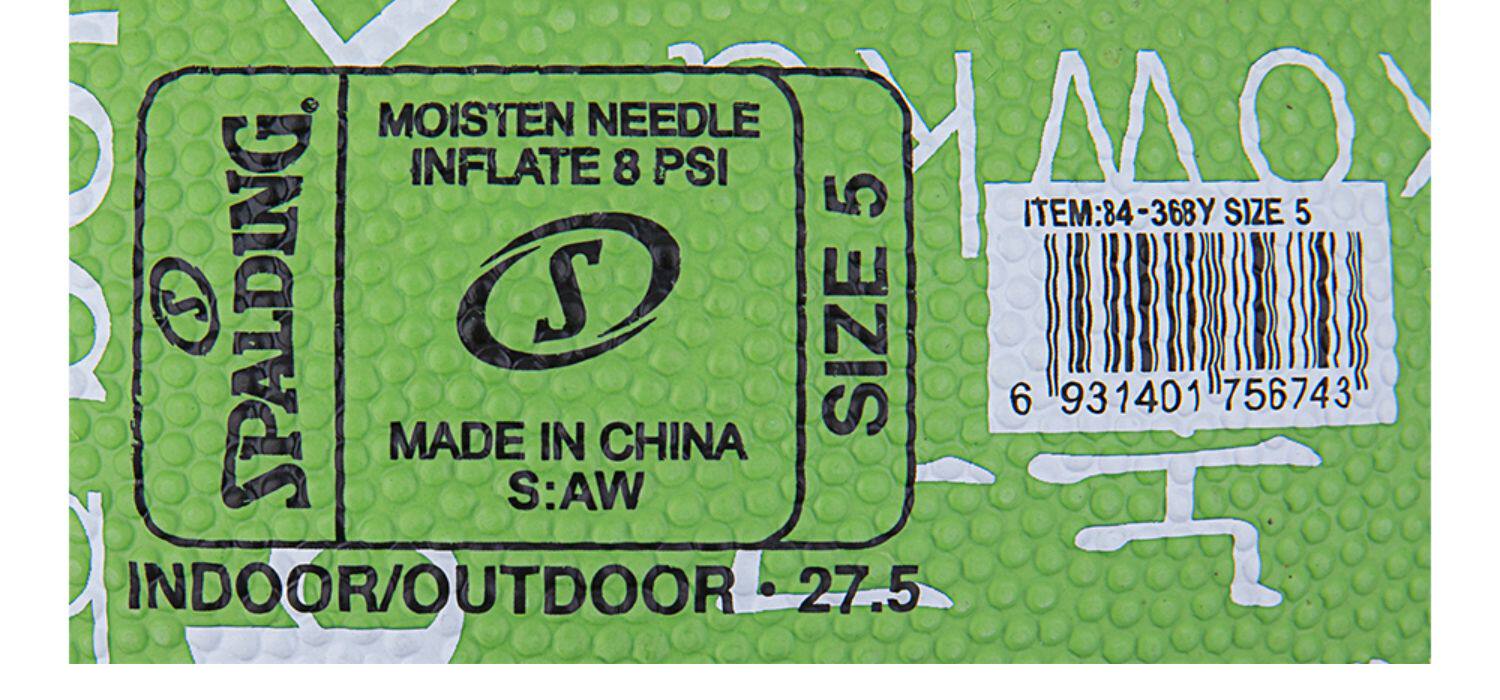 SPALDING®
MOISTEN NEEDLE
INFLATE 8 PSI
S
MADE IN CHINA
S:AW
SIZE 5
INDOOR/OUTDOOR · 27.5
ITEM:84-368Y SIZE 5
6 931401 756743